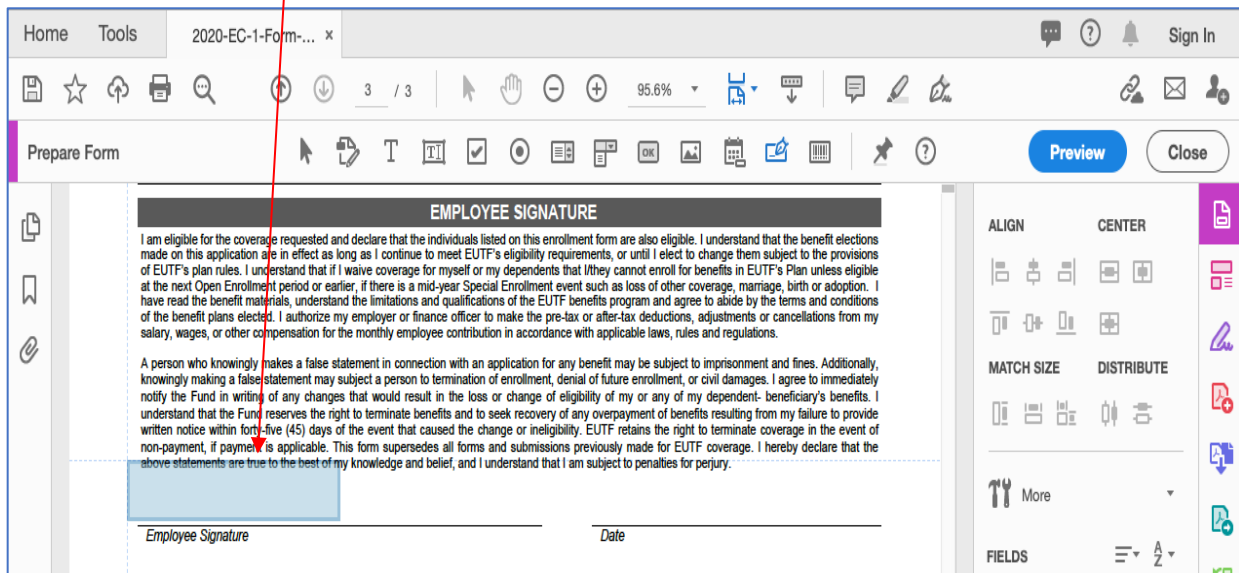 Home Tools 2020-EC-1-Form-... × Sign In
3 / 3 95.6%
Prepare Form OK Preview Close
EMPLOYEE SIGNATURE
I am eligible for the coverage requested and declare that the individuals listed on this enrollment form are also eligible. I understand that the benefit elections
made on this application are in effect as long as I continue to meet EUTF's eligibility requirements, or until I elect to change them subject to the provisions
of EUTF's plan rules. I understand that if I waive coverage for myself or my dependents that I/they cannot enroll for benefits in EUTF's Plan unless eligible
at the next Open Enrollment period or earlier, if there is a mid-year Special Enrollment event such as loss of other coverage, marriage, birth or adoption. I
have read the benefit materials, understand the limitations and qualifications of the EUTF benefits program and agree to abide by the terms and conditions
of the benefit plans elected. I authorize my employer or finance officer to make the pre-tax or after-tax deductions, adjustments or cancellations from my
salary, wages, or other compensation for the monthly employee contribution in accordance with applicable laws, rules and regulations.
A person who knowingly makes a false statement in connection with an application for any benefit may be subject to imprisonment and fines. Additionally,
knowingly making a false statement may subject a person to termination of enrollment, denial of future enrollment, or civil damages. I agree to immediately
notify the Fund in writing of any changes that would result in the loss or change of eligibility of my or any of my dependent- beneficiary's benefits. I
understand that the Fund reserves the right to terminate benefits and to seek recovery of any overpayment of benefits resulting from my failure to provide
written notice within forty-five (45) days of the event that caused the change or ineligibility. EUTF retains the right to terminate coverage in the event of
non-payment, if payment is applicable. This form supersedes all forms and submissions previously made for EUTF coverage. I hereby declare that the
above statements are true to the best of my knowledge and belief, and I understand that I am subject to penalties for perjury.
Employee Signature Date
ALIGN CENTER
MATCH SIZE DISTRIBUTE
More
FIELDS